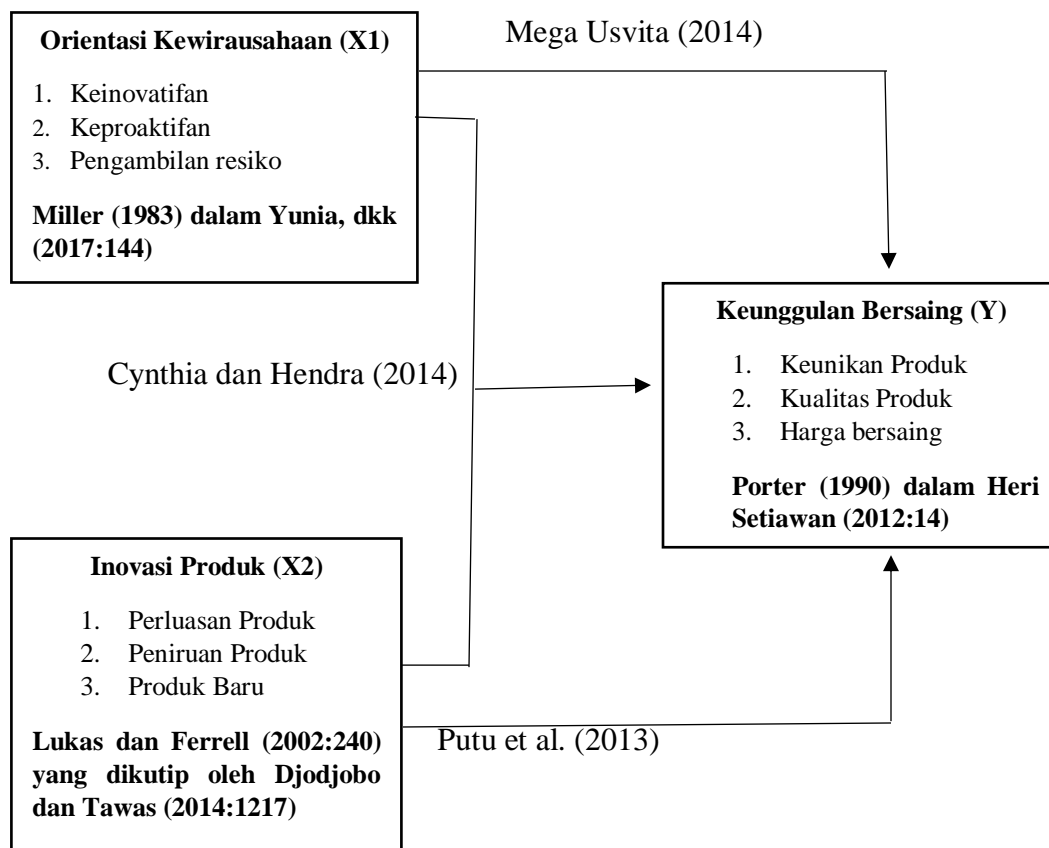 Orientasi Kewirausahaan (X1)
1. Keinovatifan
2. Keproaktifan
3. Pengambilan resiko
Miller (1983) dalam Yunia, dkk
(2017:144)
Mega Usvita (2014)
Cynthia dan Hendra (2014)
Keunggulan Bersaing (Y)
1. Keunikan Produk
2. Kualitas Produk
3. Harga bersaing
Porter (1990) dalam Heri
Setiawan (2012:14)
Inovasi Produk (X2)
1. Perluasan Produk
2. Peniruan Produk
3. Produk Baru
Lukas dan Ferrell (2002:240)
yang dikutip oleh Djodjobo
dan Tawas (2014:1217)
Putu et al. (2013)